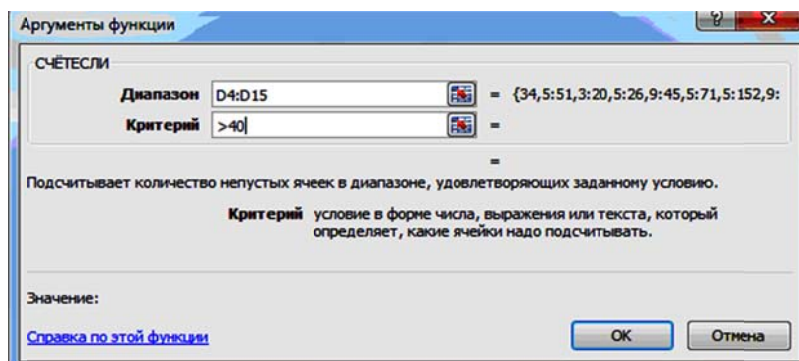 Аргументы функции
СЧЁТЕСЛИ
Диапазон D4:D15 = {34,5:51,3:20,5:26,9:45,5:71,5:152,9:
Критерий >40 =
=
Подсчитывает количество непустых ячеек в диапазоне, удовлетворяющих заданному условию.
Критерий условие в форме числа, выражения или текста, который
определяет, какие ячейки надо подсчитывать.
Значение:
Справка по этой функции ОК Отмена